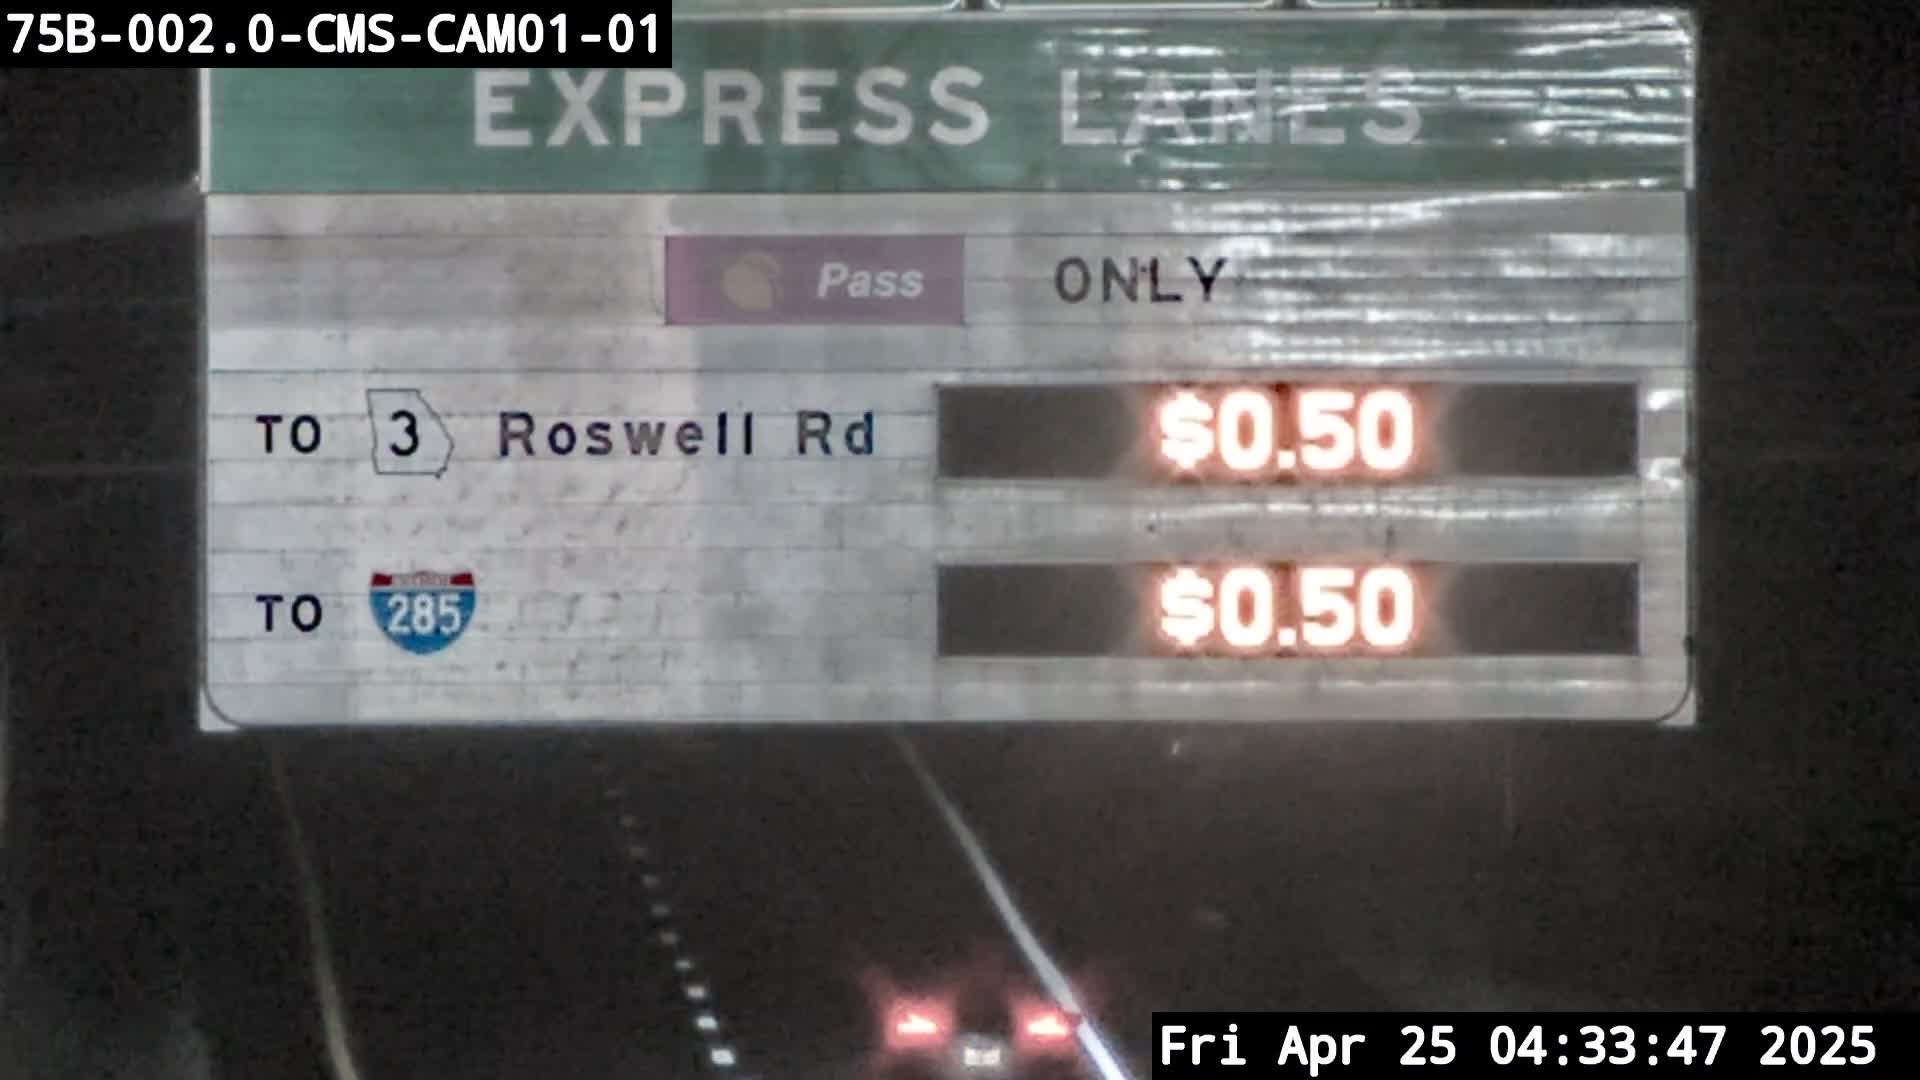 75B-002.0-CMS-CAM01-01
EXPRESS LANES
Pass ONLY
TO 3 Roswell Rd $0.50
TO 285 $0.50
Fri Apr 25 04:33:47 2025